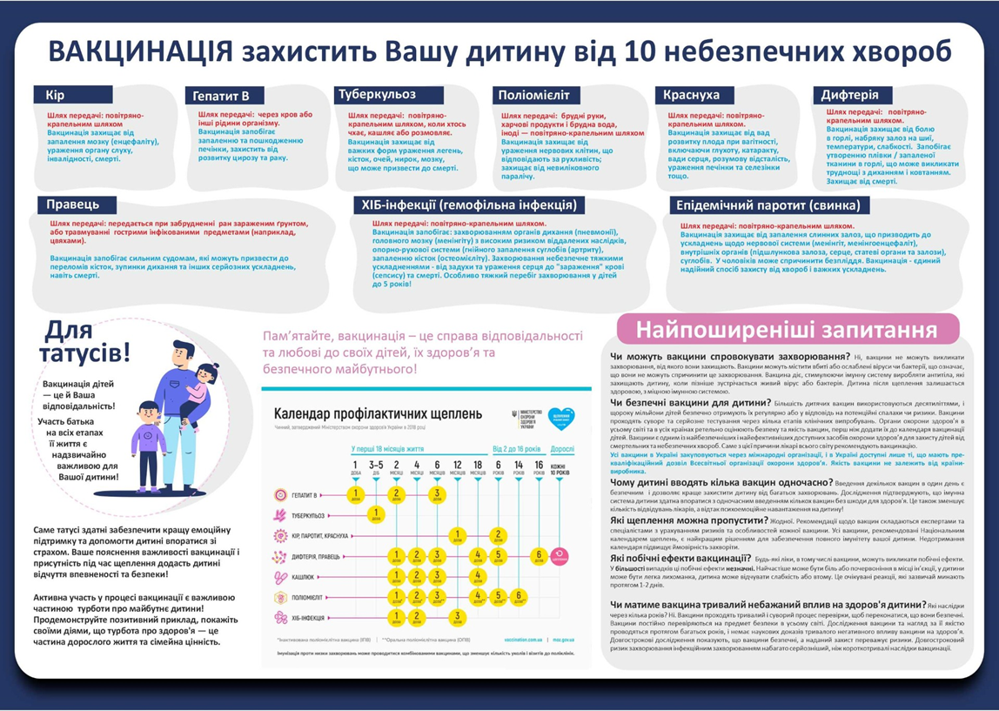 ВАКЦИНАЦІЯ захистить Вашу дитину від 10 небезпечних хвороб
Кір
Шлях передачі: повітряно-
крапельним шляхом
Вакцинація захищає від
запалення мозку (енцефаліту),
ураження органу слуху,
інвалідності, смерті.
Гепатит В
Шлях передачі: через кров або
інші рідини організму.
Вакцинація запобігає
запаленню та пошкодженню
печінки, захистить від
розвитку цирозу та раку.
Туберкульоз
Шлях передачі: повітряно-
крапельним шляхом, коли хтось
чхає, кашляє або розмовляє.
Вакцинація захищає від
важких форм ураження легень,
кісток, очей, нирок, мозку,
що може призвести до смерті.
Поліомієліт
Шлях передачі: брудні руки,
харчові продукти і брудна вода,
іноді — повітряно-крапельним шляхом
Вакцинація захищає від
ураження нервових клітин, що
відповідають за рухливість;
захищає від невиліковного
паралічу.
Краснуха
Шлях передачі: повітряно-
крапельним шляхом.
Вакцинація захищає від вад
розвитку плода при вагітності,
включаючи глухоту, катаракту,
вади серця, розумову відсталість,
ураження печінки та селезінки
тощо.
Дифтерія
Шлях передачі: повітряно-
крапельним шляхом.
Вакцинація захищає від болю
в горлі, набряку залоз на шиї,
температури, слабкості. Запобігає
утворенню плівки / запаленої
тканини в горлі, що може викликати
труднощі з диханням і ковтанням.
Захищає від смерті.
Правець
Шлях передачі: передається при забрудненні ран зараженим ґрунтом,
або травмуванні гострими інфікованими предметами (наприклад,
цвяхами).
Вакцинація запобігає сильним судомам, які можуть призвести до
переломів кісток, зупинки дихання та інших серйозних ускладнень,
навіть смерті.
ХІБ-інфекції (гемофільна інфекція)
Шлях передачі: повітряно-крапельним шляхом.
Вакцинація запобігає: захворюванням органів дихання (пневмонії),
головного мозку (менінгіту) з високим ризиком віддалених наслідків,
опорно-рухової системи (гнійного запалення суглобів (артриту),
запаленню кісток (остеомієліту). Захворювання небезпечне тяжкими
ускладненнями - від задухи та ураження серця до "зараження" крові
(сепсису) та смерті. Особливо тяжкий перебіг захворювання у дітей
до 5 років!
Епідемічний паротит (свинка)
Шлях передачі: повітряно-крапельним шляхом.
Вакцинація захищає від запалення слинних залоз, що призводить до
ускладнень щодо нервової системи (менінгіт, менінгоенцефаліт),
внутрішніх органів (підшлункова залоза, серце, статеві органи та залози),
суглобів. У чоловіків може спричинити безпліддя. Вакцинація - єдиний
надійний спосіб захисту від хвороб і важких ускладнень.
Для
татусів!
Вакцинація дітей
— це й Ваша
відповідальність!
Участь батька
на всіх етапах
її життя є
надзвичайно
важливою для
Вашої дитини!
Саме татусі здатні забезпечити кращу емоційну
підтримку та допомогти дитині впоратися зі
страхом. Ваше пояснення важливості вакцинації і
присутність під час щеплення додасть дитині
відчуття впевненості та безпеки!
Активна участь у процесі вакцинації є важливою
частиною турботи про майбутнє дитини!
Продемонструйте позитивний приклад, покажіть
своїми діями, що турбота про здоров'я — це
частина дорослого життя та сімейна цінність.
Пам'ятайте, вакцинація – це справа відповідальності
та любові до своїх дітей, їх здоров'я та
безпечного майбутнього!
Календар профілактичних щеплень
Чинний, затверджений Міністерством охорони здоров'я України в 2018 році
МІНІСТЕРСТВО
ОХОРОНИ
ЗДОРОВ'Я
УКРАЇНИ
У перші 18 місяців життя Від 2 до 16 років Дорослі
1 3–5 2 4 6 12 18 6 14 16 КОЖНІ
ДОБА ДІБ МІСЯЦІ МІСЯЦІ МІСЯЦІВ МІСЯЦІВ МІСЯЦІВ РОКІВ РОКІВ РОКІВ 10 РОКІВ
ГЕПАТИТ В 1 2 3
ТУБЕРКУЛЬОЗ 1
КІР, ПАРОТИТ, КРАСНУХА 1 2
ДИФТЕРІЯ, ПРАВЕЦЬ 1 2 3 4 5 6
КАШЛЮК 1 2 3 4
ПОЛІОМІЄЛІТ 1 2 3 4 5 6
ХІБ-ІНФЕКЦІЯ 1 2 3
*Інактивована поліомієлітна вакцина (ІПВ) | **Оральна поліомієлітна вакцина (ОПВ) vaccination.com.ua | moz.gov.ua
Імунізація проти низки захворювань може проводитися комбінованими вакцинами, що зменшує кількість уколів і візитів до поліклінік.
Найпоширеніші запитання
Чи можуть вакцини спровокувати захворювання? Ні, вакцини не можуть викликати
захворювання, від якого вони захищають. Вакцини можуть містити вбиті або ослаблені віруси чи бактерії, що означає,
що вони не можуть спричинити це захворювання. Вакцина діє, стимулюючи імунну систему виробляти антитіла, які
захищають дитину, коли пізніше зустрічається живий вірус або бактерія. Дитина після щеплення залишається
здоровою, з міцною імунною системою.
Чи безпечні вакцини для дитини? Більшість дитячих вакцин використовуються десятиліттями, і
щороку мільйони дітей безпечно отримують їх регулярно або у відповідь на потенційні спалахи чи ризики. Вакцини
проходять суворе та серйозне тестування через кілька етапів клінічних випробувань. Органи охорони здоров'я в
усьому світі та в усіх країнах ретельно оцінюють безпеку та якість вакцин, перш ніж додати їх до календаря вакцинації
дітей. Вакцини є одним із найбезпечніших і найефективніших доступних засобів охорони здоров'я для захисту дітей від
смертельних та небезпечних хвороб. Саме з цієї причини лікарі всього світу рекомендують вакцинацію.
Усі вакцини в Україні закуповуються через міжнародні організації, і в Україні доступні лише ті, що мають пре-
кваліфікаційний дозвіл Всесвітньої організації охорони здоров'я. Якість вакцини не залежить від країни-
виробника.
Чому дитині вводять кілька вакцин одночасно? Введення декількох вакцин в один день є
безпечним і дозволяє краще захистити дитину від багатьох захворювань. Дослідження підтверджують, що імунна
система дитини здатна впоратися з одночасним введенням кількох вакцин без шкоди для здоров'я. Це також зменшує
кількість відвідувань лікарів, а відтак психоемоційне навантаження на дитину!
Які щеплення можна пропустити? Жодної. Рекомендації щодо вакцин складаються експертами та
спеціалістами з урахуванням ризиків та особливостей кожної вакцини. Усі вакцини, рекомендовані Національним
календарем щеплень, є найкращим рішенням для забезпечення повного імунітету вашої дитини. Недотримання
календаря підвищує ймовірність захворіти.
Які побічні ефекти вакцинації? Будь-які ліки, в тому числі вакцини, можуть викликати побічні ефекти.
У більшості випадків ці побічні ефекти незначні. Найчастіше можуть бути біль або почервоніння в місці ін'єкції, у дитини
може бути легка лихоманка, дитина може відчувати слабкість або втому. Це очікувані реакції, які зазвичай минають
протягом 1-2 днів.
Чи матиме вакцина тривалий небажаний вплив на здоров'я дитини? Які наслідки
через кілька років? Ні. Вакцини проходять тривалий і суворий процес перевірки, щоб переконатися, що вони безпечні.
Вакцини постійно перевіряються на предмет безпеки в усьому світі. Дослідження вакцин та нагляд за її якістю
проводяться протягом багатьох років, і немає наукових доказів тривалого негативного впливу вакцини на здоров'я.
Довгострокові дослідження показують, що вакцини безпечні, а наданий захист переважує ризики. Довгостроковий
ризик захворювання інфекційним захворюванням набагато серйозніший, ніж короткотривалі наслідки вакцинації.